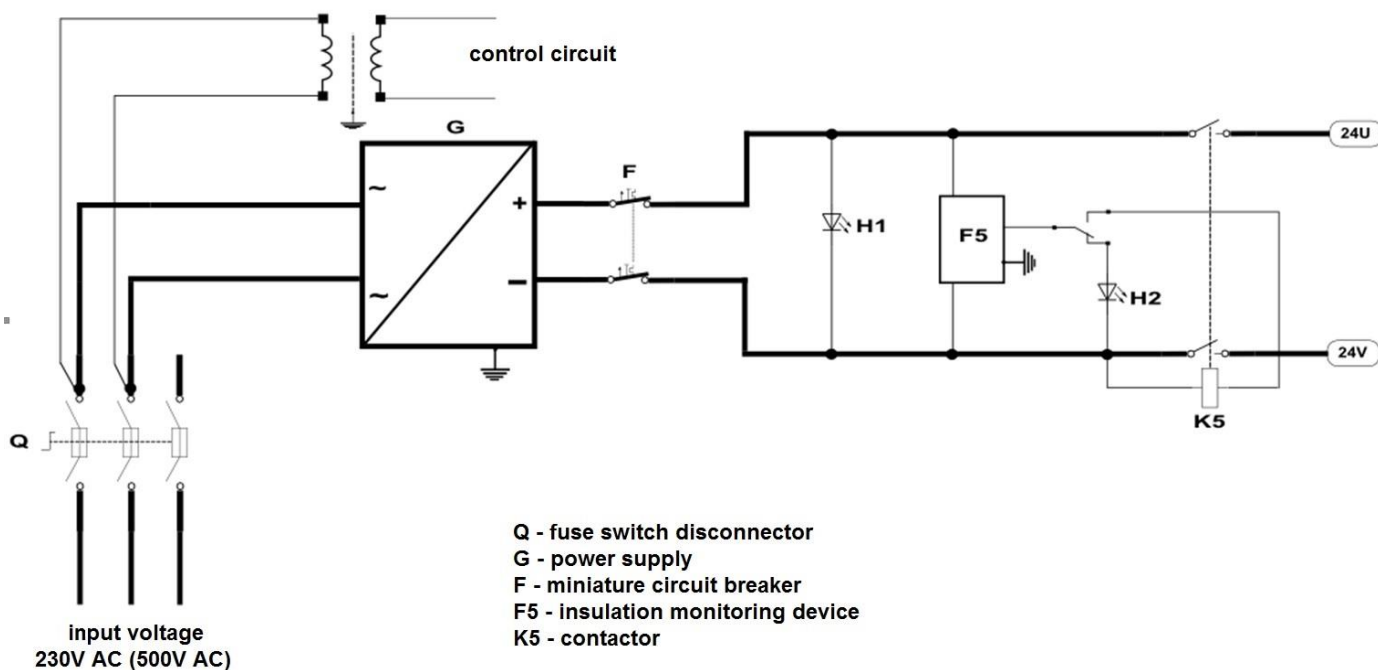 control circuit
G
~
~
+
−
F
H1
F5
H2
24U
24V
K5
Q
input voltage
230V AC (500V AC)
Q - fuse switch disconnector
G - power supply
F - miniature circuit breaker
F5 - insulation monitoring device
K5 - contactor